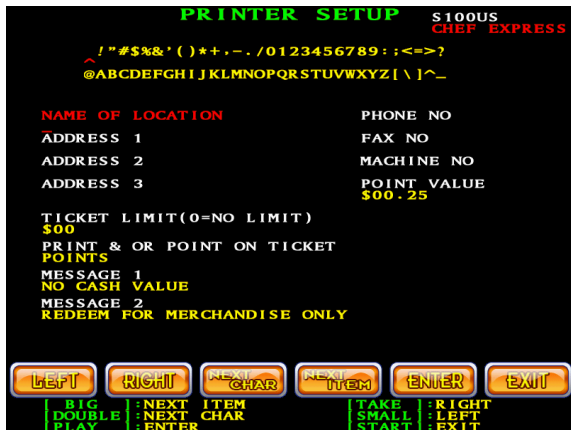 PRINTER SETUP S100US
CHEF EXPRESS
!"#$%&'()*+,-./0123456789:;<=>?
^
@ABCDEFGHIJKLMNOPQRSTUVWXYZ[\]^_
NAME OF LOCATION PHONE NO
ADDRESS 1 FAX NO
ADDRESS 2 MACHINE NO
ADDRESS 3 POINT VALUE
$00.25
TICKET LIMIT(0=NO LIMIT)
$00
PRINT & OR POINT ON TICKET
POINTS
MESSAGE 1
NO CASH VALUE
MESSAGE 2
REDEEM FOR MERCHANDISE ONLY
LEFT RIGHT NEXT CHAR NEXT ITEM ENTER EXIT
[ BIG ]:NEXT ITEM [TAKE ]:RIGHT
[DOUBLE]:NEXT CHAR [SMALL]:LEFT
[PLAY ]:ENTER [START]:EXIT